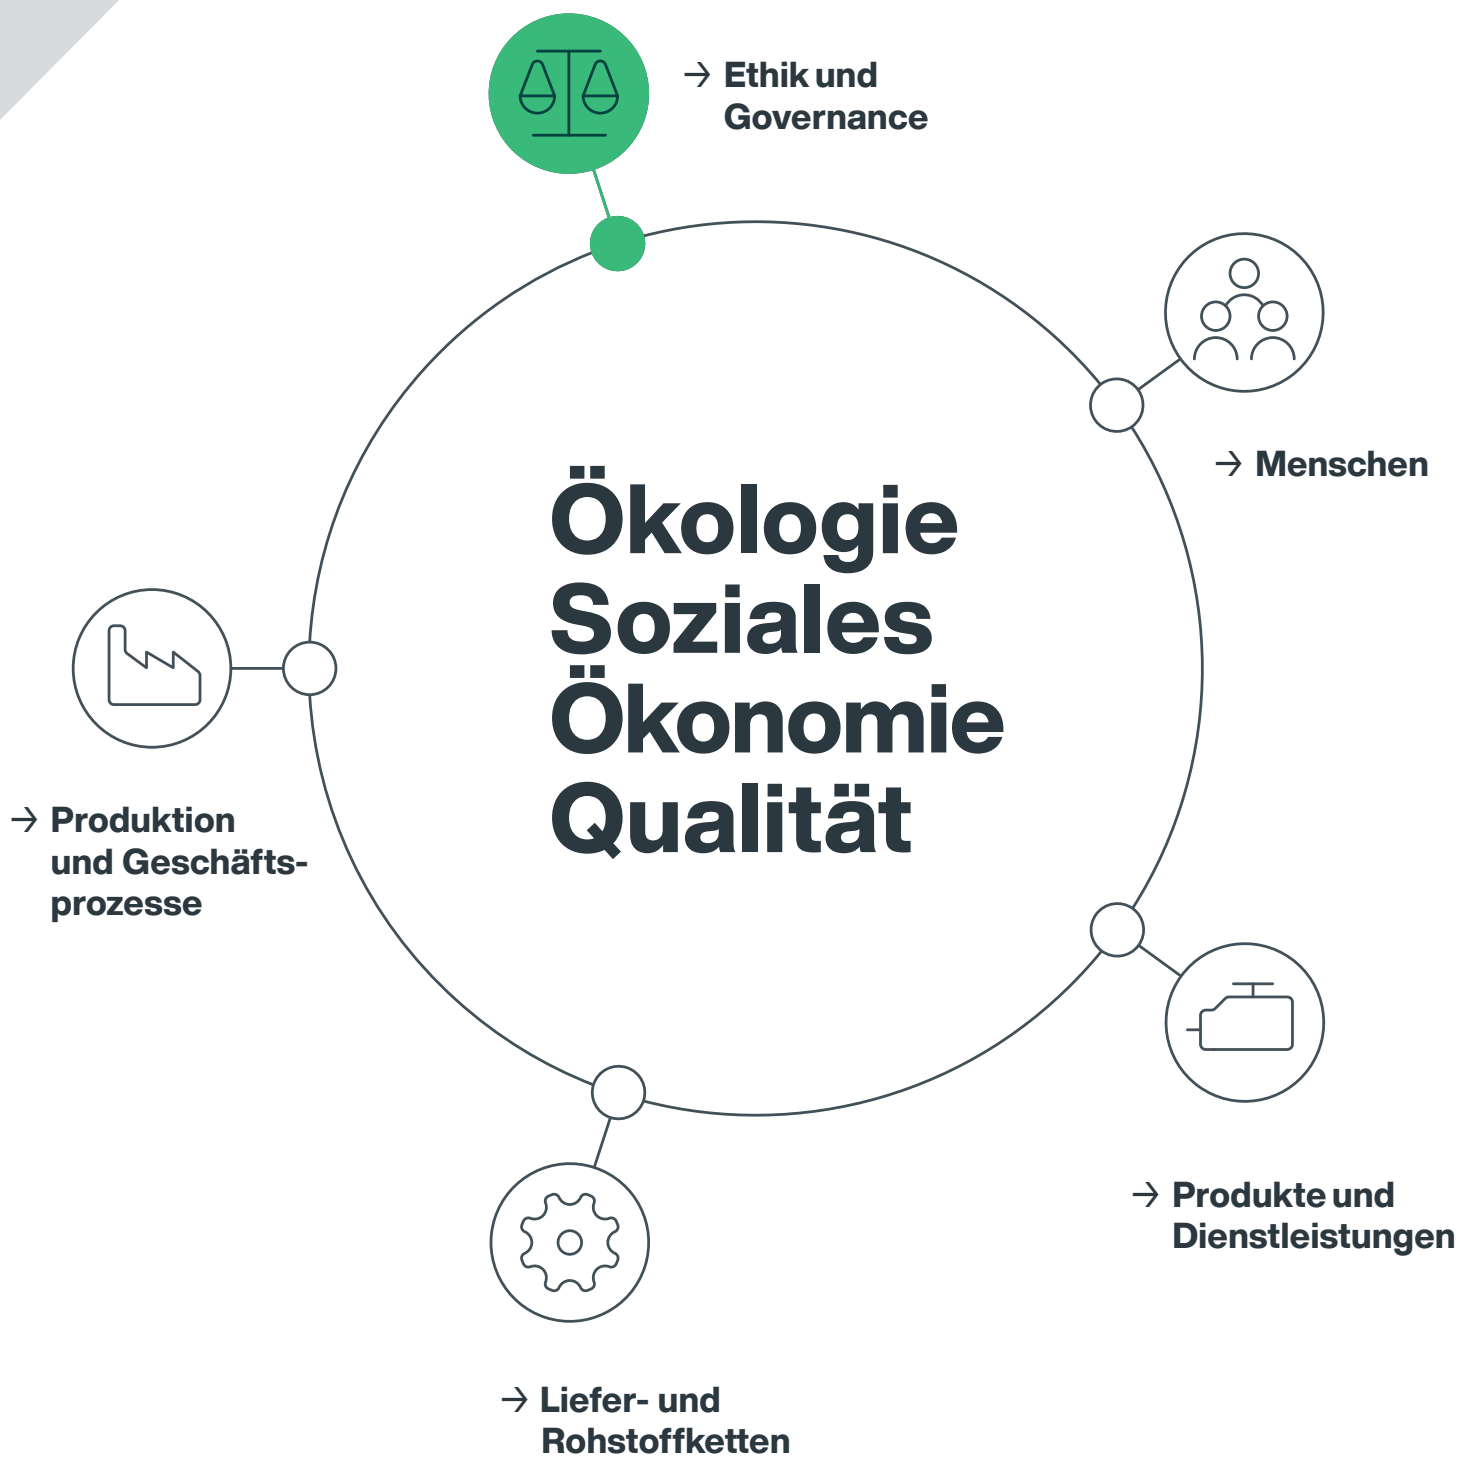 → Ethik und
Governance
→ Menschen
Ökologie
Soziales
Ökonomie
Qualität
→ Produktion
und Geschäfts-
prozesse
→ Produkte und
Dienstleistungen
→ Liefer- und
Rohstoffketten